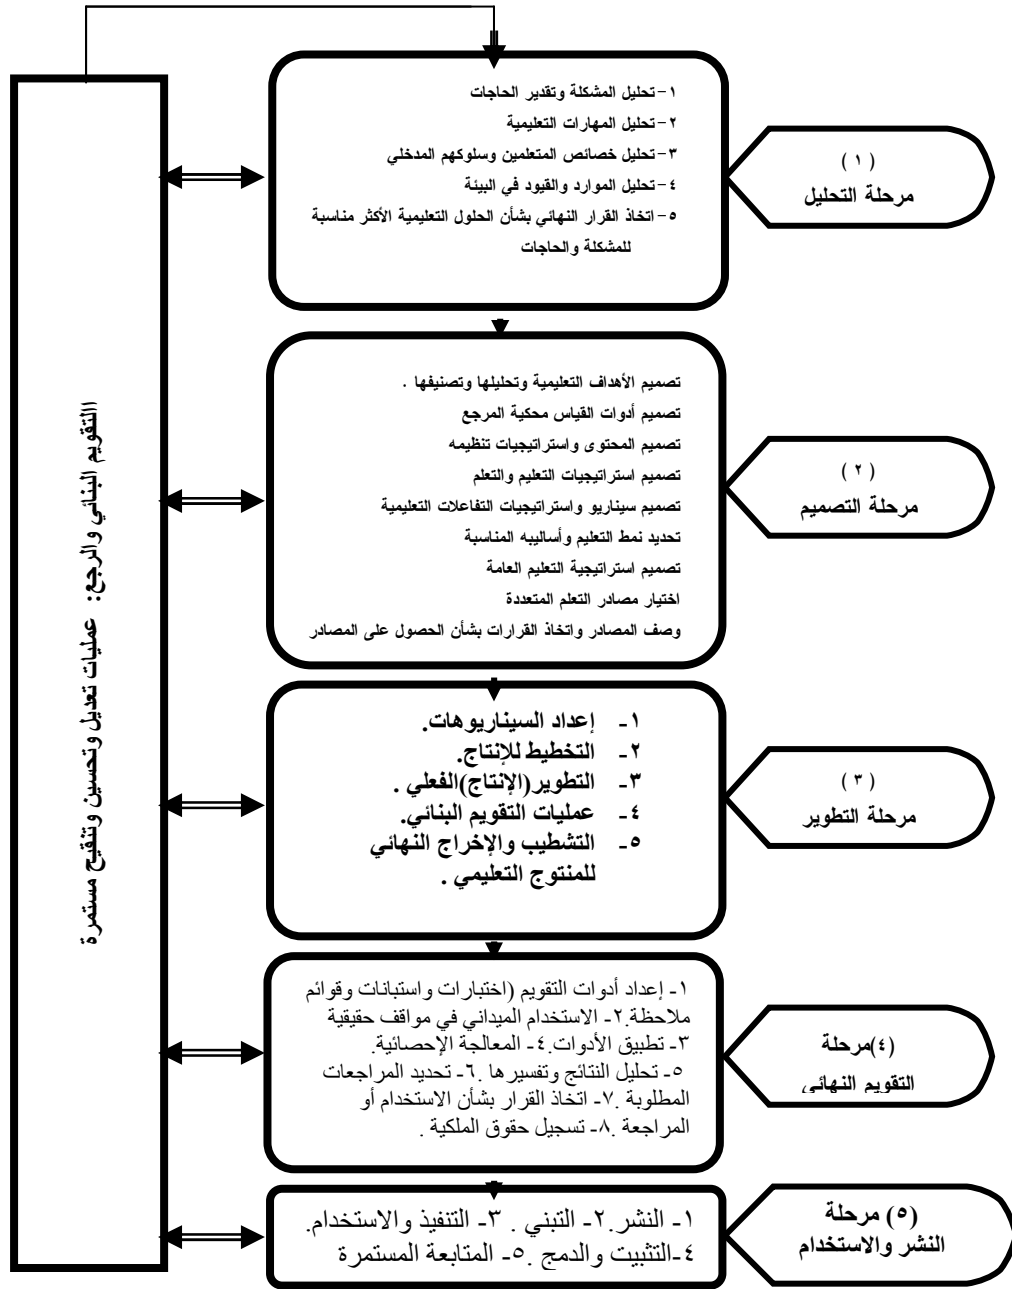 ١- تحليل المشكلة وتقدير الحاجات
٢- تحليل المهارات التعليمية
٣- تحليل خصائص المتعلمين وسلوكهم المدخلي
٤- تحليل الموارد والقيود في البيئة
٥- اتخاذ القرار النهائي بشأن الحلول التعليمية الأكثر مناسبة
للمشكلة والحاجات
( ١ )
مرحلة التحليل
تصميم الأهداف التعليمية وتحليلها وتصنيفها .
تصميم أدوات القياس محكية المرجع
تصميم المحتوى واستراتيجيات تنظيمه
تصميم استراتيجيات التعليم والتعلم
تصميم سيناريو واستراتيجيات التفاعلات التعليمية
تحديد نمط التعليم وأساليبه المناسبة
تصميم استراتيجية التعليم العامة
اختيار مصادر التعلم المتعددة
وصف المصادر واتخاذ القرارات بشأن الحصول على المصادر
( ٢ )
مرحلة التصميم
١- إعداد السيناريوهات.
٢- التخطيط للإنتاج.
٣- التطوير(الإنتاج)الفعلي .
٤- عمليات التقويم البنائي.
٥- التشطيب والإخراج النهائي
للمنتوج التعليمي .
( ٣ )
مرحلة التطوير
١- إعداد أدوات التقويم (اختبارات واستبانات وقوائم
ملاحظة.٢- الاستخدام الميداني في مواقف حقيقية
٣- تطبيق الأدوات.٤- المعالجة الإحصائية.
٥- تحليل النتائج وتفسيرها .٦- تحديد المراجعات
المطلوبة .٧- اتخاذ القرار بشأن الاستخدام أو
المراجعة .٨- تسجيل حقوق الملكية .
(٤)مرحلة
التقويم النهائي
١- النشر.٢- التبني . ٣- التنفيذ والاستخدام.
٤-التثبيت والدمج .٥- المتابعة المستمرة
(٥) مرحلة
النشر والاستخدام
االتقويم البنائي والرجع: عمليات تعديل وتحسين وتنقيح مستمرة